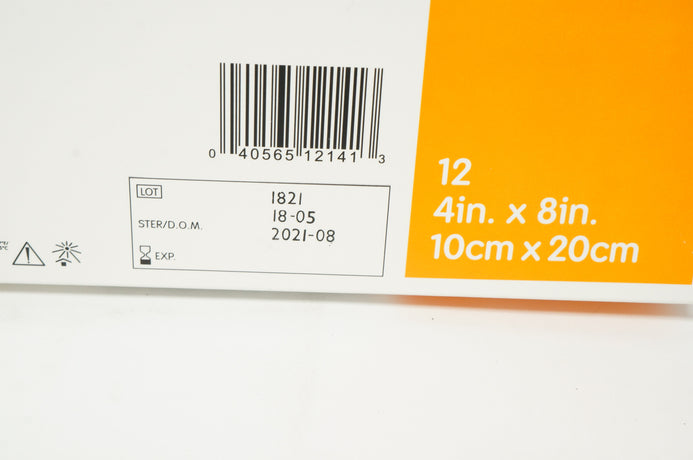 0 40565 12141 3
LOT 1821
STER/D.O.M. 18-05
EXP. 2021-08
12
4in. x 8in.
10cm x 20cm